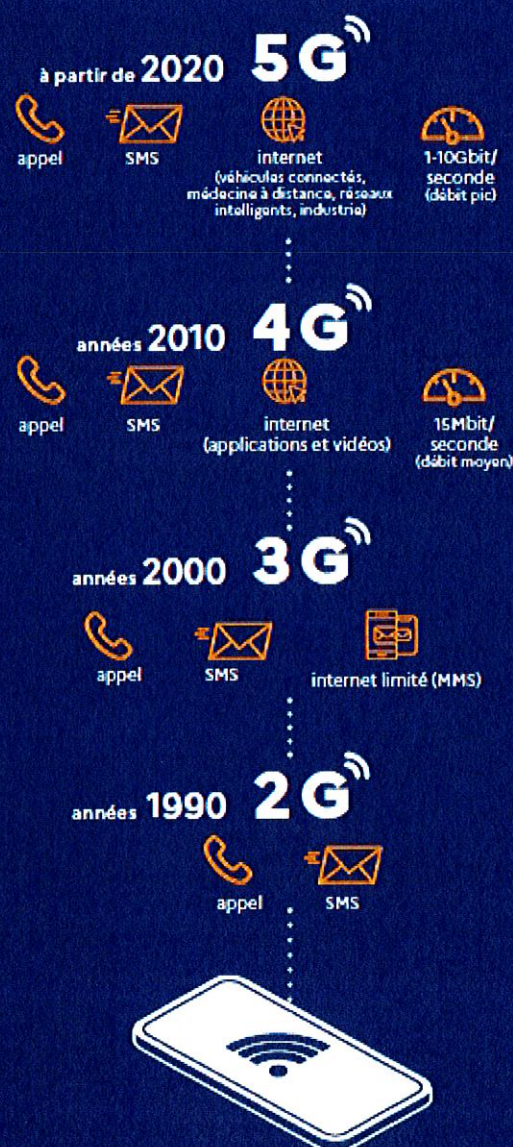 à partir de 2020 5G
appel
SMS
internet
(véhicules connectés,
médecine à distance, réseaux
intelligents, industrie)
1-10Gbit/
seconde
(débit pic)
années 2010 4G
appel
SMS
internet
(applications et vidéos)
15Mbit/
seconde
(débit moyen)
années 2000 3G
appel
SMS
internet limité (MMS)
années 1990 2G
appel
SMS